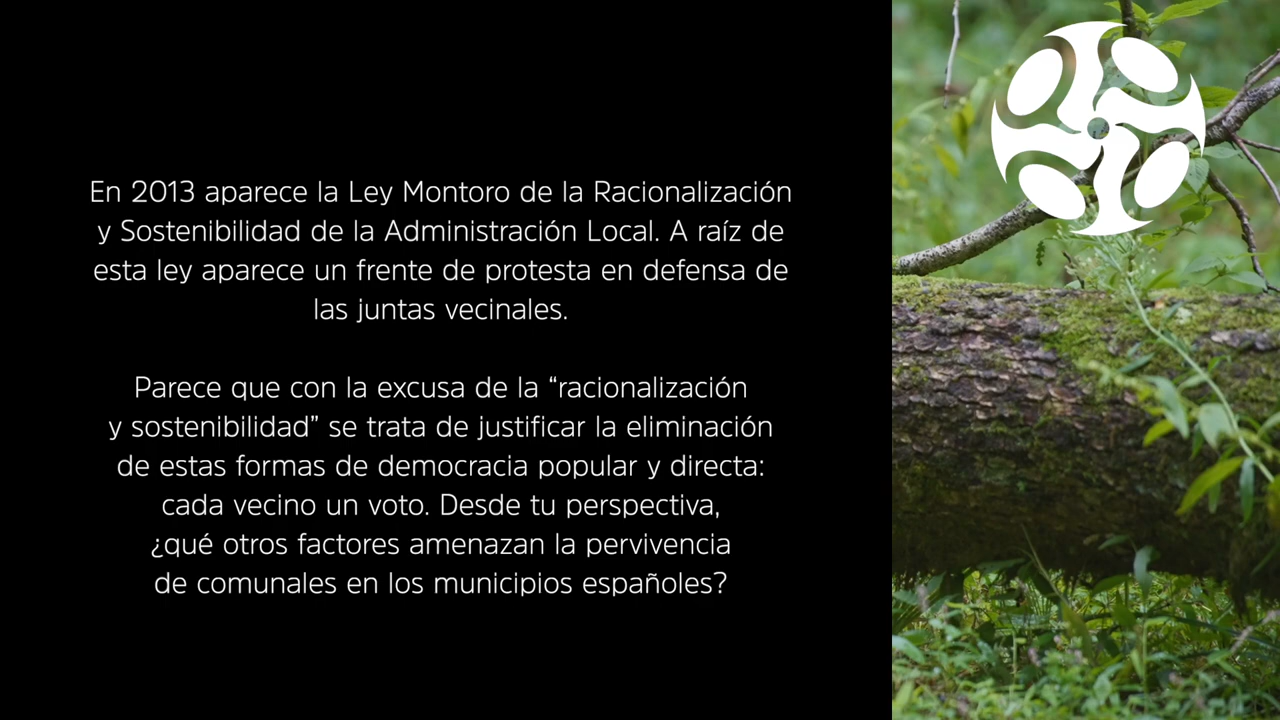 En 2013 aparece la Ley Montoro de la Racionalización
y Sostenibilidad de la Administración Local. A raíz de
esta ley aparece un frente de protesta en defensa de
las juntas vecinales.
Parece que con la excusa de la “racionalización
y sostenibilidad” se trata de justificar la eliminación
de estas formas de democracia popular y directa:
cada vecino un voto. Desde tu perspectiva,
¿qué otros factores amenazan la pervivencia
de comunales en los municipios españoles?